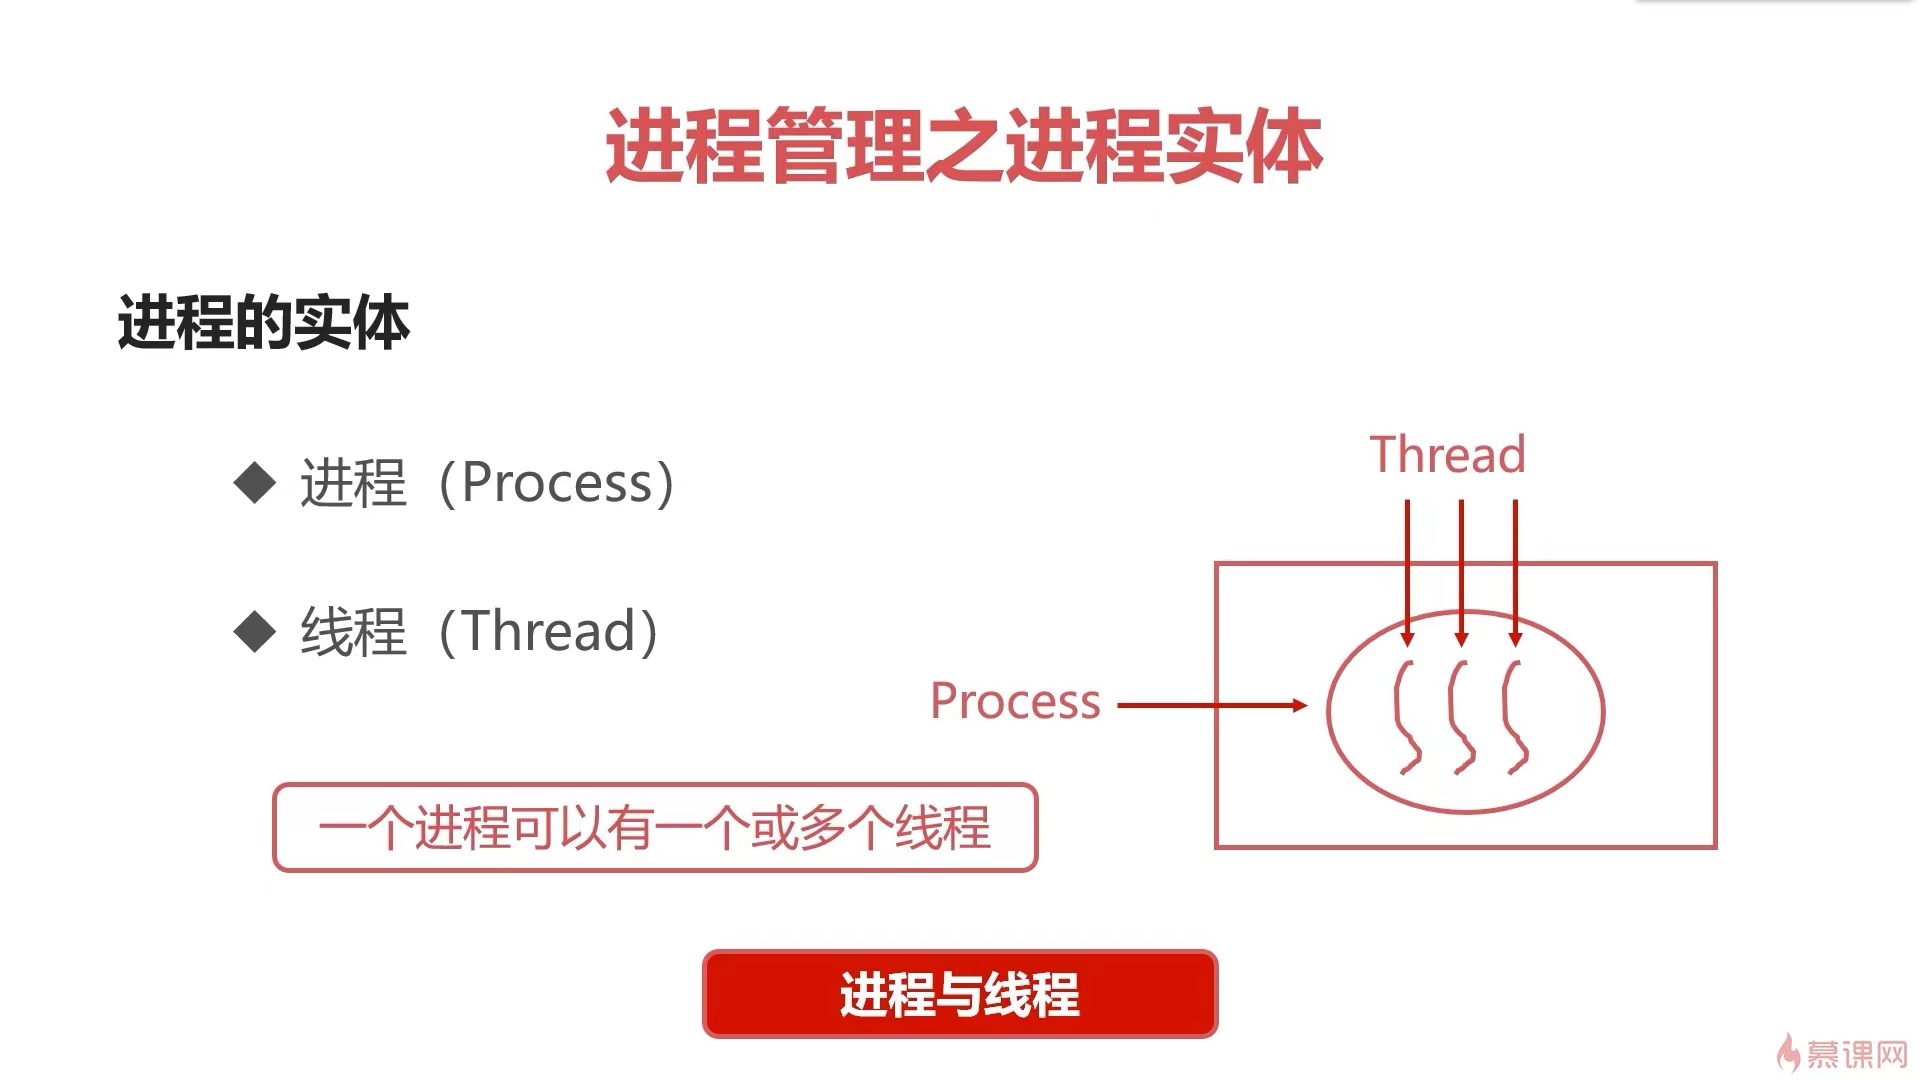 进程管理之进程实体
进程的实体
进程（Process）
线程（Thread）
Thread
Process
一个进程可以有一个或多个线程
进程与线程
慕课网